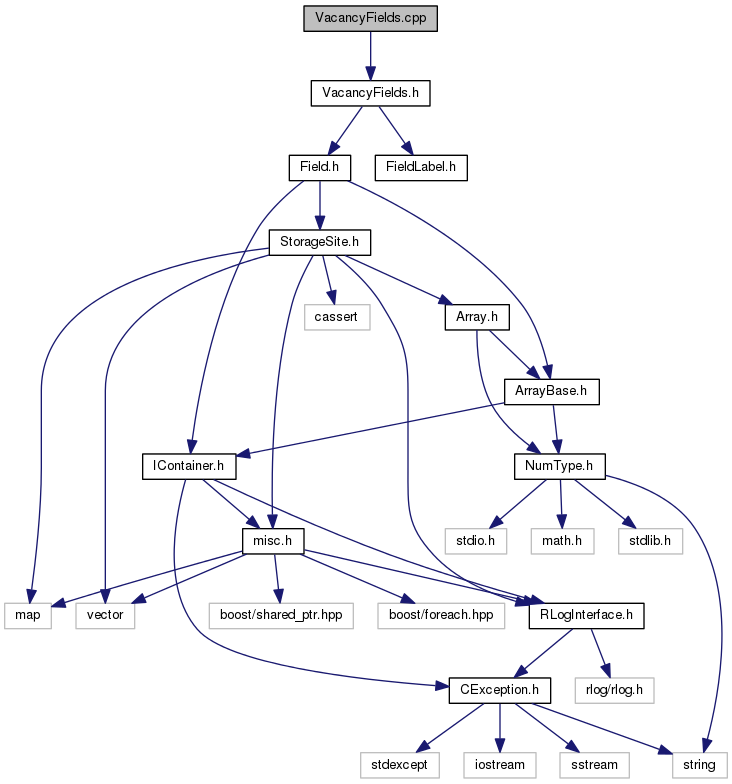 VacancyFields.cpp
VacancyFields.h
Field.h
FieldLabel.h
StorageSite.h
cassert
Array.h
ArrayBase.h
IContainer.h
NumType.h
misc.h
stdio.h
math.h
stdlib.h
map
vector
boost/shared_ptr.hpp
boost/foreach.hpp
RLogInterface.h
CException.h
rlog/rlog.h
stdexcept
iostream
sstream
string